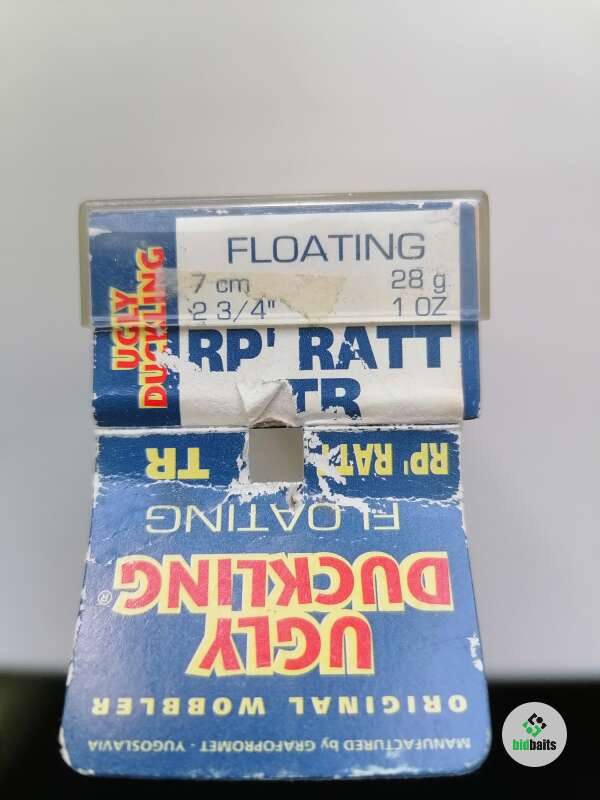 FLOATING
7 cm 28 g
2 3/4" 1 OZ
UGLY
DUCKLING
RP' RATT
TR
RP' RATT TR
FLOATING
UGLY
DUCKLING®
ORIGINAL WOBBLER
MANUFACTURED by GRAFOPROMET - YUGOSLAVIA
bidbaits